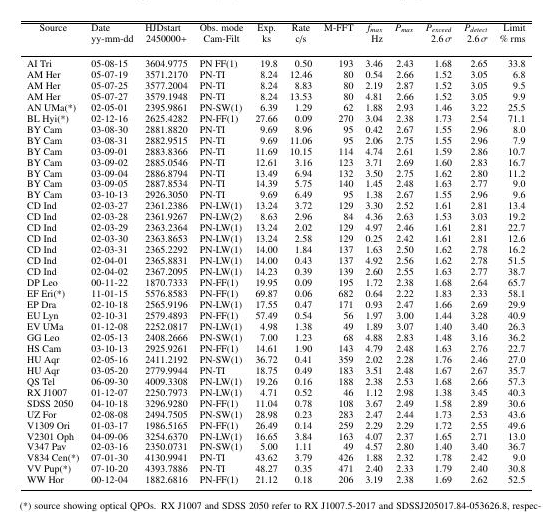 Source Date HJDstart Obs. mode Exp. Rate M-FFT fmax Pmax Pexceed Pdetect Limit
yy-mm-dd 2450000+ Cam-Filt ks c/s Hz 2.6 σ 2.6 σ % rms
AI Tri 05-08-15 3604.9775 PN FF(1) 19.8 0.50 193 3.46 2.43 1.68 2.65 33.8
AM Her 05-07-19 3571.2170 PN-TI 8.24 12.46 80 0.54 2.66 1.52 3.05 6.8
AM Her 05-07-25 3577.2004 PN-TI 8.24 8.83 80 2.19 2.87 1.52 3.05 9.5
AM Her 05-07-27 3579.1948 PN-TI 8.24 13.53 80 4.81 2.66 1.52 3.05 9.9
AN UMa(*) 02-05-01 2395.9861 PN-SW(1) 6.39 1.29 62 1.88 2.93 1.46 3.22 25.5
BL Hyi(*) 02-12-16 2625.4282 PN-FF(1) 27.66 0.09 270 3.04 1.38 1.73 2.54 71.1
BY Cam 03-08-30 2881.8820 PN-TI 9.69 8.96 95 0.42 2.67 1.55 2.96 8.0
BY Cam 03-08-31 2882.9515 PN-TI 9.69 11.06 95 2.06 2.75 1.55 2.96 7.9
BY Cam 03-09-01 2883.8366 PN-TI 11.69 10.15 114 4.74 2.61 1.59 2.86 10.7
BY Cam 03-09-02 2885.0546 PN-TI 12.61 3.16 123 3.71 2.69 1.60 2.83 16.7
BY Cam 03-09-04 2886.8794 PN-TI 13.49 6.94 132 3.50 2.75 1.62 2.80 11.2
BY Cam 03-09-05 2887.8534 PN-TI 14.39 5.75 140 1.45 2.48 1.63 2.77 9.0
BY Cam 03-10-13 2926.3050 PN-TI 9.69 6.49 95 1.38 2.67 1.55 2.96 9.6
CD Ind 02-03-27 2361.2386 PN-LW(1) 13.24 3.72 129 3.30 2.52 1.61 2.81 13.4
CD Ind 02-03-28 2361.9267 PN-LW(2) 8.63 2.96 84 4.36 2.63 1.53 3.03 19.2
CD Ind 02-03-29 2363.2364 PN-LW(1) 13.24 2.02 129 4.97 2.46 1.61 2.81 22.7
CD Ind 02-03-30 2363.8653 PN-LW(1) 13.24 2.58 129 0.25 2.42 1.61 2.81 12.6
CD Ind 02-03-31 2365.2292 PN-LW(1) 14.00 1.84 137 1.63 2.50 1.62 2.78 16.2
CD Ind 02-04-01 2365.8831 PN-LW(1) 14.00 0.43 137 4.92 2.56 1.62 2.78 51.5
CD Ind 02-04-02 2367.2095 PN-LW(1) 14.23 0.39 139 2.60 2.55 1.63 2.77 38.7
DP Leo 00-11-22 1870.7333 PN-FF(1) 19.95 0.09 195 1.72 2.38 1.68 2.64 65.7
EF Eri(*) 11-01-15 5576.8583 PN-FF(1) 69.87 0.06 682 0.64 2.22 1.83 2.33 58.1
EP Dra 02-10-18 2565.9196 PN-LW(1) 17.55 0.47 171 0.93 2.47 1.66 2.69 29.9
EU Lyn 02-10-31 2579.4893 PN-FF(1) 57.49 0.54 56 1.97 3.00 1.44 3.28 40.9
EV UMa 01-12-08 2252.0817 PN-LW(1) 4.98 1.38 49 1.89 3.07 1.40 3.40 26.3
GG Leo 02-05-13 2408.2666 PN-SW(1) 7.00 1.23 68 4.88 2.83 1.48 3.16 36.2
HS Cam 03-10-13 2925.9261 PN-FF(1) 14.61 1.90 143 4.79 2.48 1.63 2.76 22.7
HU Aqr 02-05-16 2411.2192 PN-SW(1) 36.72 0.41 359 2.02 2.28 1.76 2.46 27.0
HU Aqr 03-05-20 2779.9944 PN-TI 18.75 0.49 183 3.51 2.48 1.67 2.67 35.7
QS Tel 06-09-30 4009.3308 PN-LW(1) 19.26 0.16 188 2.38 2.53 1.68 2.66 57.3
RX J1007 01-12-07 2250.7973 PN-LW(1) 4.71 0.52 46 1.12 2.98 1.38 3.45 40.3
SDSS 2050 04-10-18 3296.9280 PN-FF(1) 11.04 0.78 108 3.67 2.49 1.58 2.89 30.6
UZ For 02-08-08 2494.7505 PN-SW(1) 28.98 0.23 283 2.47 2.44 1.73 2.53 43.6
V1309 Ori 01-03-17 1986.5165 PN-FF(1) 26.49 0.14 259 2.29 2.29 1.72 2.55 49.6
V2301 Oph 04-09-06 3254.6370 PN-LW(1) 16.65 3.84 163 4.07 2.37 1.65 2.71 13.0
V347 Pav 02-03-16 2350.0731 PN-SW(1) 5.00 1.11 49 4.57 2.80 1.40 3.40 36.7
V834 Cen(*) 07-01-30 4130.9941 PN-TI 43.62 3.79 426 1.88 2.32 1.78 2.42 9.0
VV Pup(*) 07-10-20 4393.7886 PN-TI 48.27 0.35 471 2.40 2.33 1.79 2.40 30.8
WW Hor 00-12-04 1882.6816 PN-FF(1) 21.12 0.18 206 3.19 2.38 1.69 2.62 52.5
(*) source showing optical QPOs. RX J1007 and SDSS 2050 refer to RX J1007.5-2017 and SDSSJ205017.84-053626.8, respec-